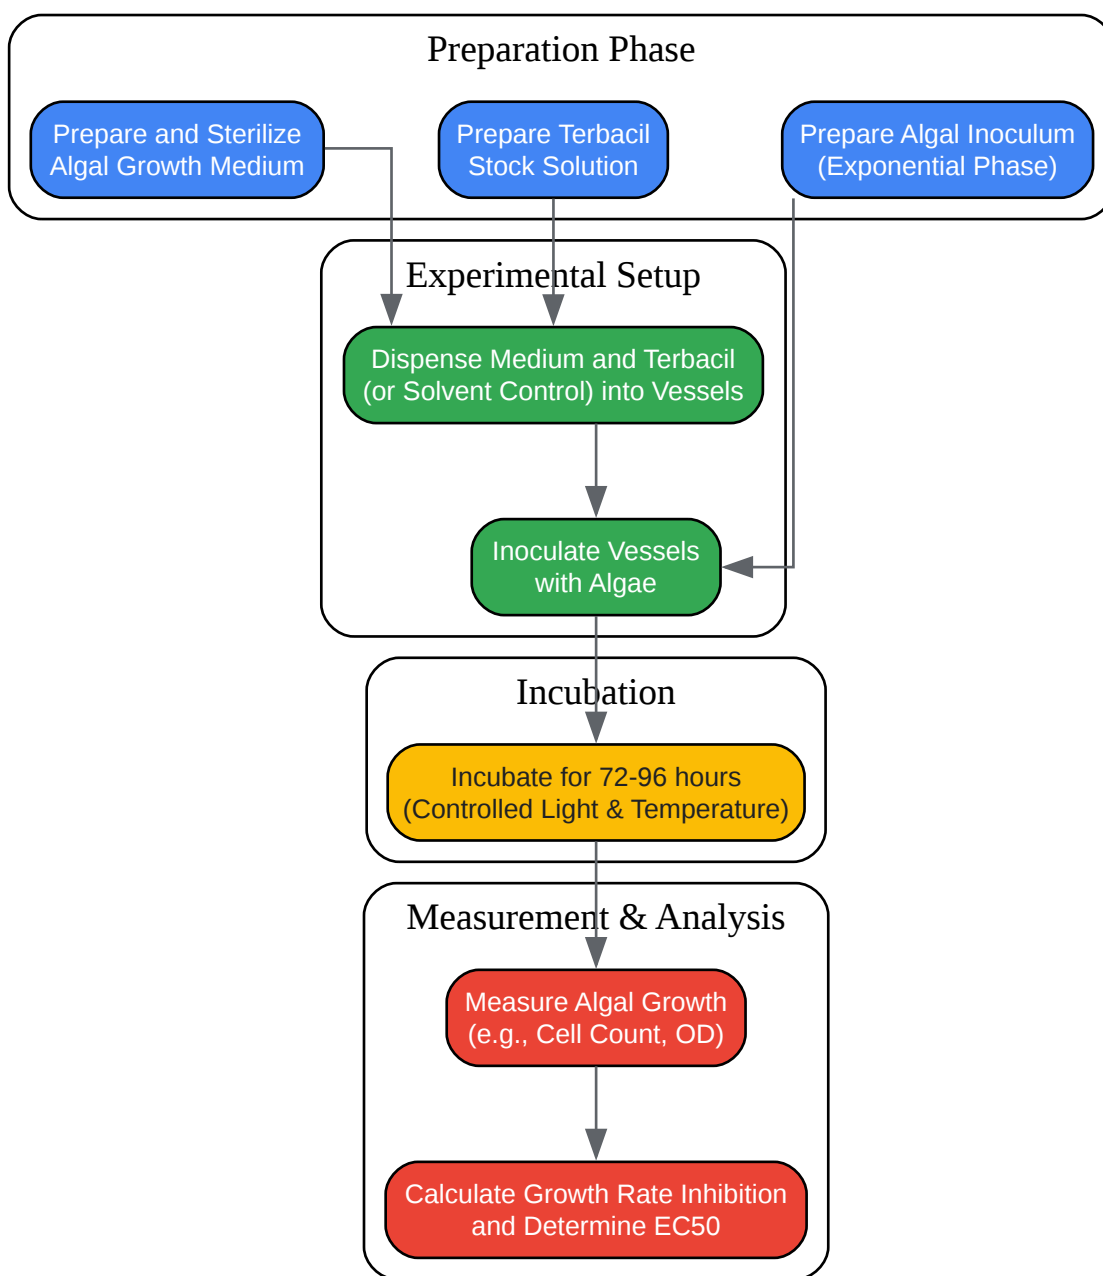 Preparation Phase
Prepare and Sterilize
Algal Growth Medium
Prepare Terbacil
Stock Solution
Prepare Algal Inoculum
(Exponential Phase)
Experimental Setup
Dispense Medium and Terbacil
(or Solvent Control) into Vessels
Inoculate Vessels
with Algae
Incubation
Incubate for 72-96 hours
(Controlled Light & Temperature)
Measurement & Analysis
Measure Algal Growth
(e.g., Cell Count, OD)
Calculate Growth Rate Inhibition
and Determine EC50